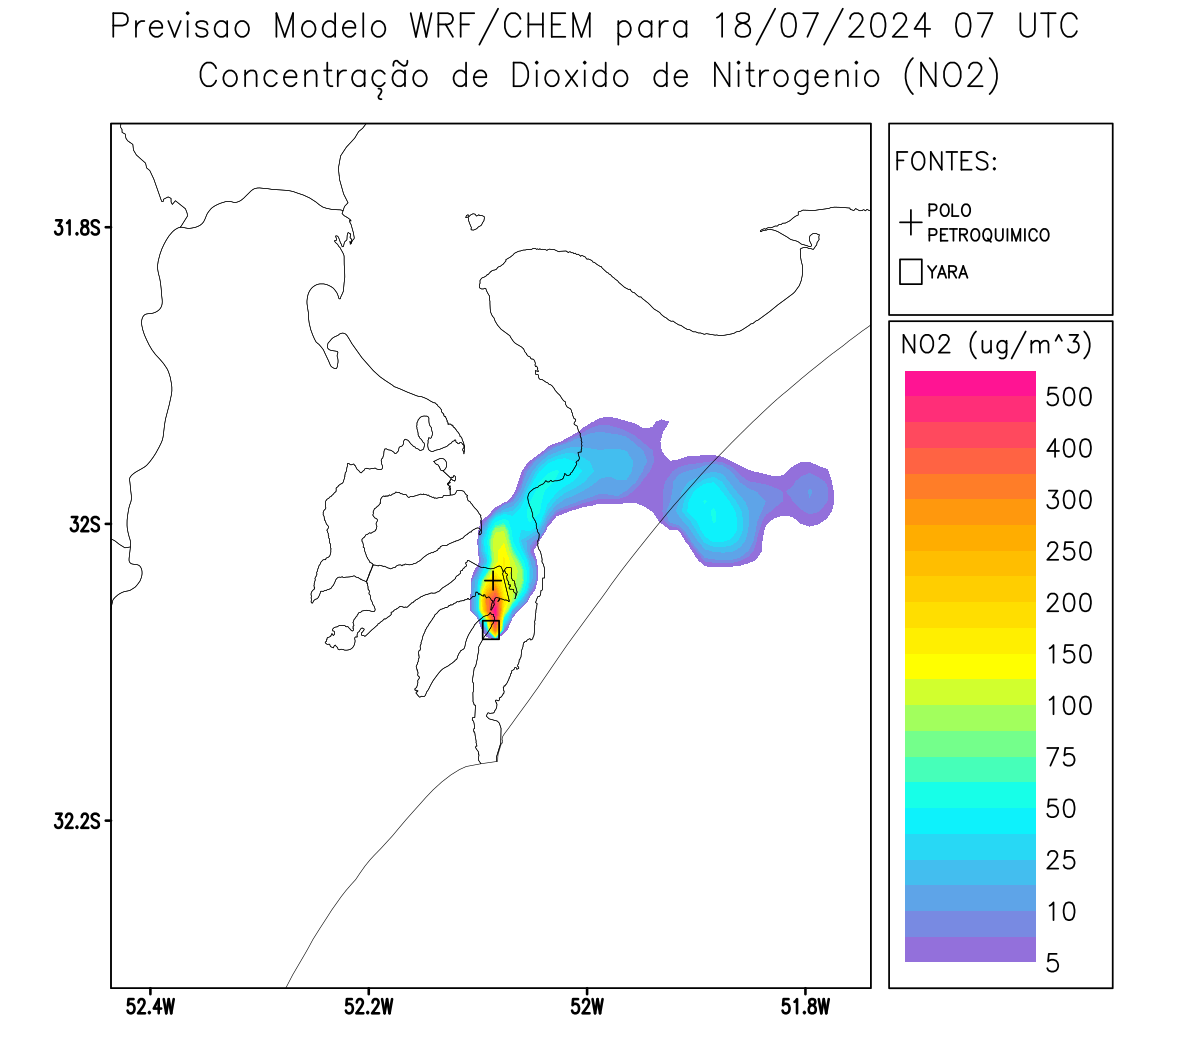 Previsao Modelo WRF/CHEM para 18/07/2024 07 UTC
Concentração de Dioxido de Nitrogenio (NO2)
FONTES:
POLO
PETROQUIMICO
YARA
NO2 (ug/m^3)
500
400
300
250
200
150
100
75
50
25
10
5
31.8S
32S
32.2S
52.4W
52.2W
52W
51.8W